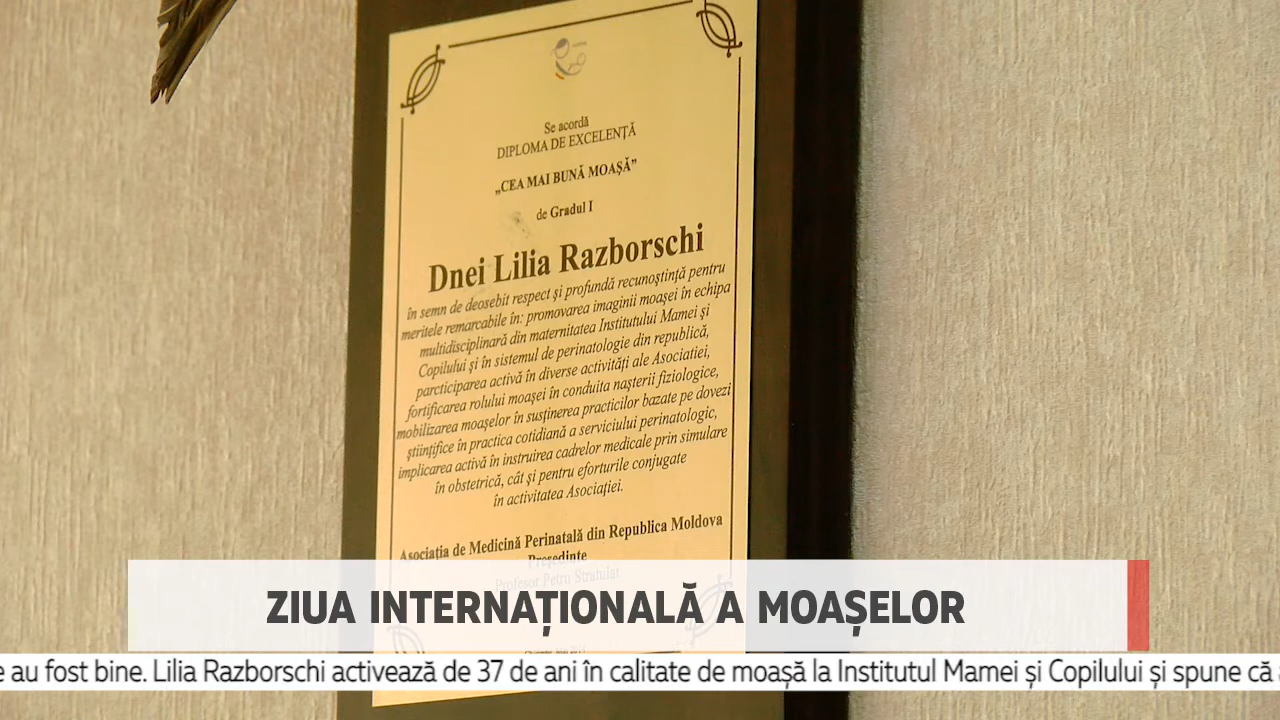 Se acordă
DIPLOMA DE EXCELENȚĂ
„CEA MAI BUNĂ MOAȘĂ”
de Gradul I
Dnei Lilia Razborschi
în semn de deosebit respect și profundă recunoștință pentru
meritele remarcabile în: promovarea imaginii moașei în echipa
multidisciplinară din maternitatea Institutului Mamei și
Copilului și în sistemul de perinatologie din republică,
parcticiparea activă în diverse activități ale Asociatiei,
fortificarea rolului moașei în conduita nașterii fiziologice,
mobilizarea moașelor în susținerea practicilor bazate pe dovezi
științifice în practica cotidiană a serviciului perinatologic,
implicarea activă în instruirea cadrelor medicale prin simulare
în obstetrică, cât și pentru eforturile conjugate
în activitatea Asociației.
Asociația de Medicină Perinatală din Republica Moldova
Președinte
Profesor Petru Stratulat
ZIUA INTERNAȚIONALĂ A MOAȘELOR
e au fost bine. Lilia Razborschi activează de 37 de ani în calitate de moașă la Institutul Mamei și Copilului și spune că